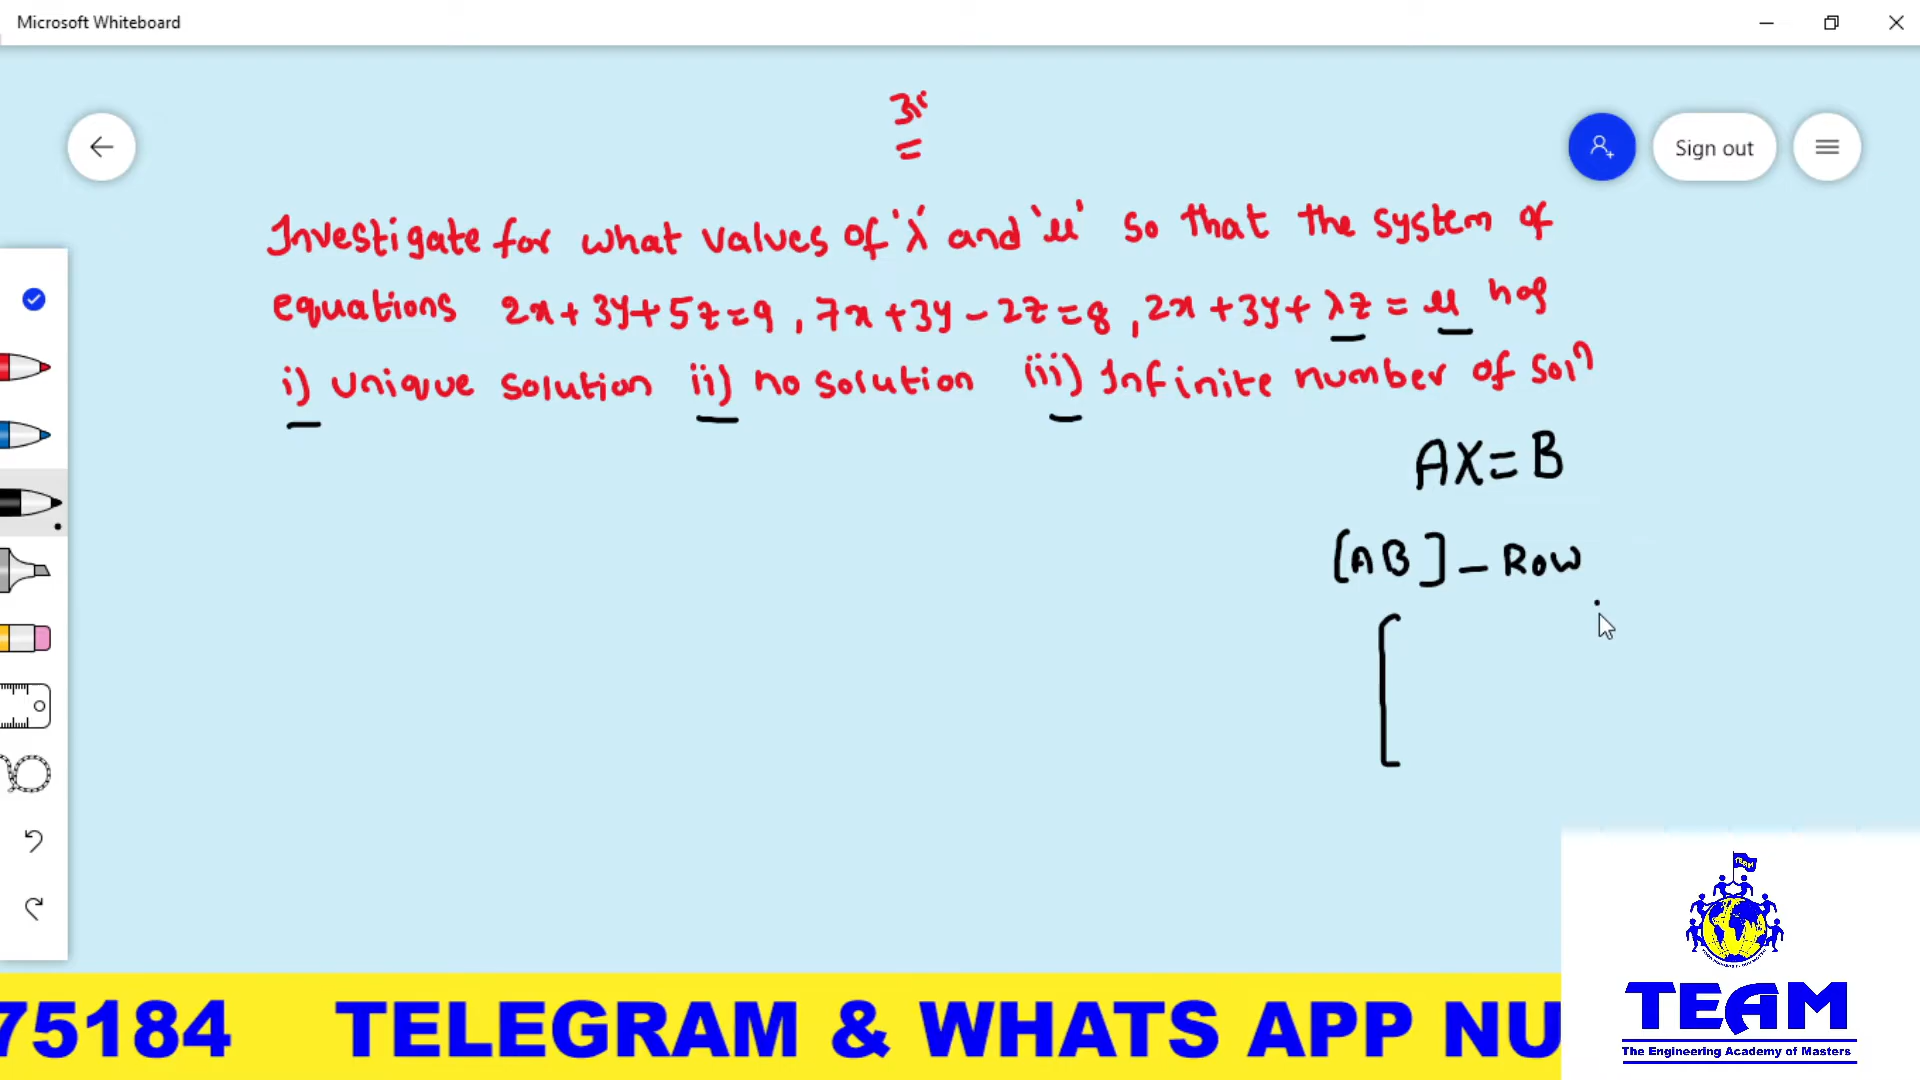 Microsoft Whiteboard
Sign out
Investigate for what values of 'λ' and 'μ' so that the system of
equations 2x+3y+5z=9, 7x+3y-2z=8, 2x+3y+λz=μ has
i) unique solution ii) no solution iii) Infinite number of solⁿ
AX=B
[AB] - Row
[
TEAM
TEAM
The Engineering Academy of Masters
75184 TELEGRAM & WHATS APP NU